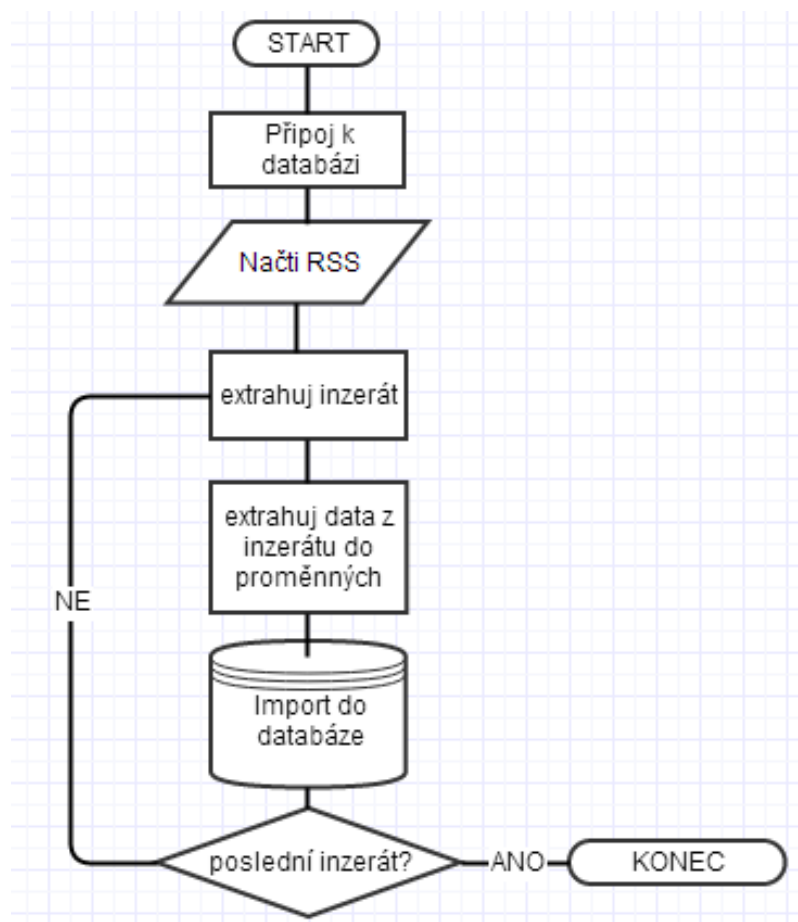 START
Připoj k
databázi
Načti RSS
extrahuj inzerát
extrahuj data z
inzerátu do
proměnných
NE
Import do
databáze
poslední inzerát?
ANO
KONEC